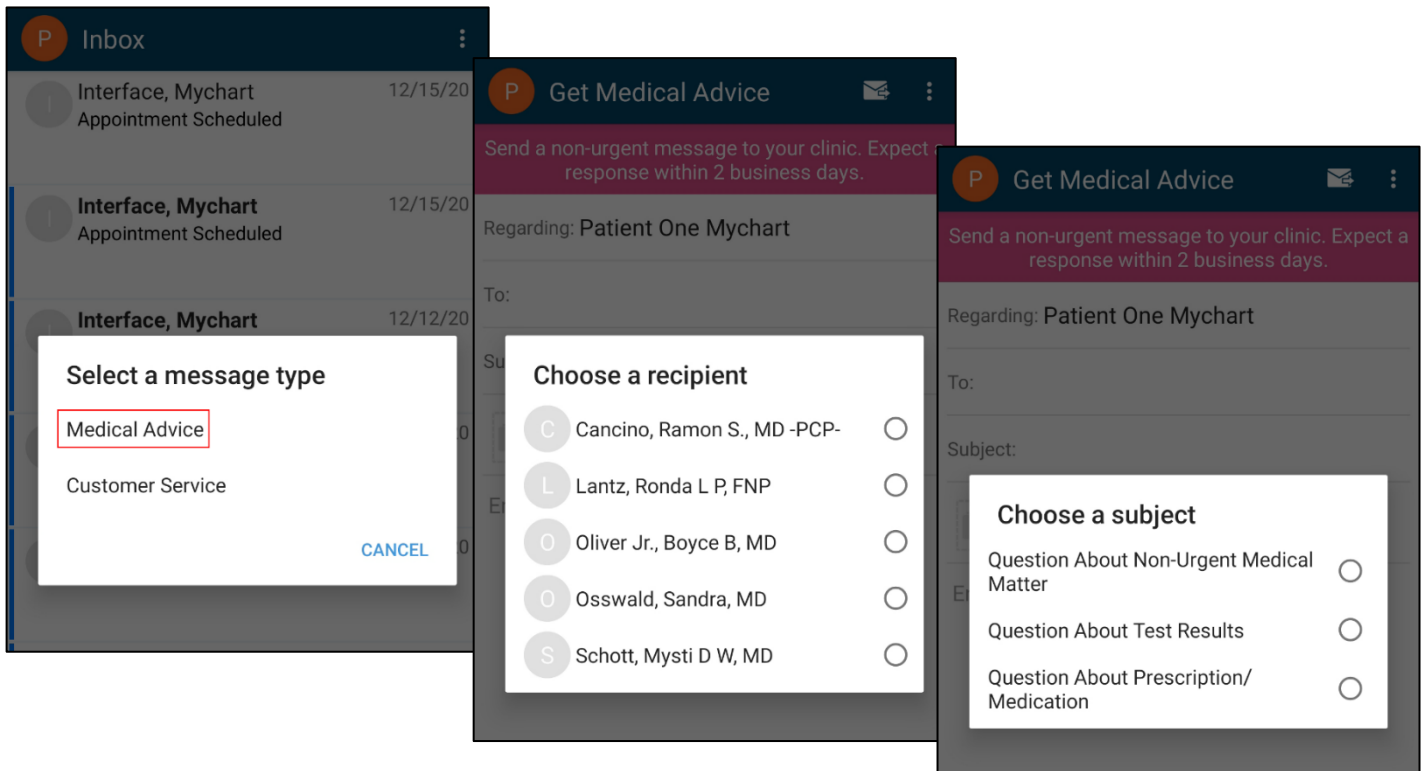 P Inbox
I Interface, Mychart 12/15/20
Appointment Scheduled
I Interface, Mychart 12/15/20
Appointment Scheduled
Interface, Mychart 12/12/20
Select a message type
Medical Advice
Customer Service
CANCEL
P Get Medical Advice
Send a non-urgent message to your clinic. Expect a
response within 2 business days.
Regarding: Patient One Mychart
To:
Su
Choose a recipient
C Cancino, Ramon S., MD -PCP-
L Lantz, Ronda L P, FNP
O Oliver Jr., Boyce B, MD
O Osswald, Sandra, MD
S Schott, Mysti D W, MD
P Get Medical Advice
Send a non-urgent message to your clinic. Expect a
response within 2 business days.
Regarding: Patient One Mychart
To:
Subject:
Choose a subject
Question About Non-Urgent Medical
Matter
Question About Test Results
Question About Prescription/
Medication